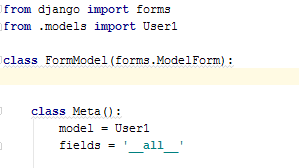 from django import forms
from .models import User1
class FormModel(forms.ModelForm):
class Meta():
model = User1
fields = '__all__'